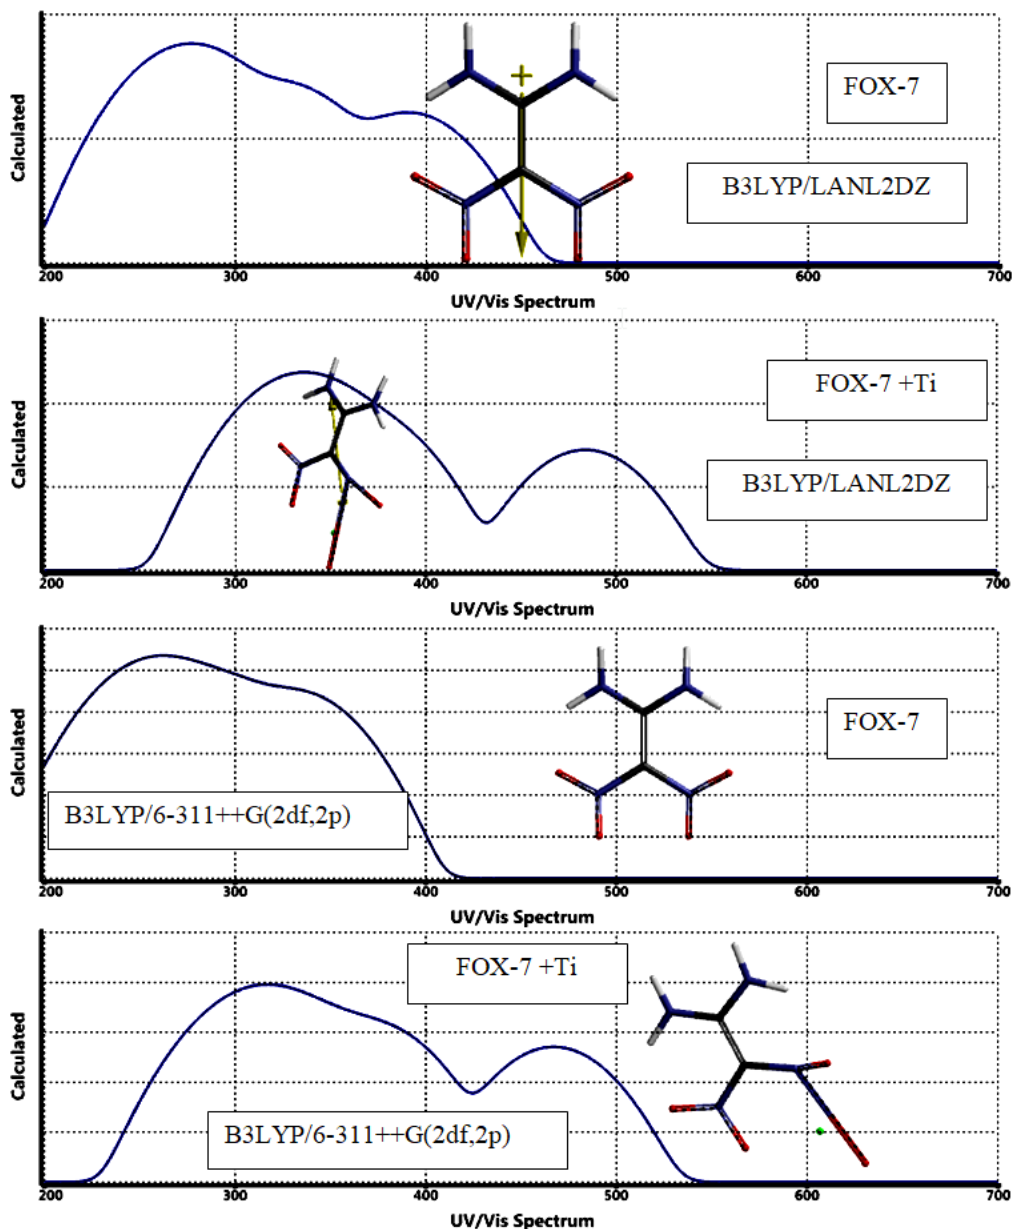 Calculated
FOX-7
B3LYP/LANL2DZ
200 300 400 500 600 700
UV/Vis Spectrum
Calculated
FOX-7 +Ti
B3LYP/LANL2DZ
200 300 400 500 600 700
UV/Vis Spectrum
Calculated
FOX-7
B3LYP/6-311++G(2df,2p)
200 300 400 500 600 700
UV/Vis Spectrum
Calculated
FOX-7 +Ti
B3LYP/6-311++G(2df,2p)
200 300 400 500 600 700
UV/Vis Spectrum